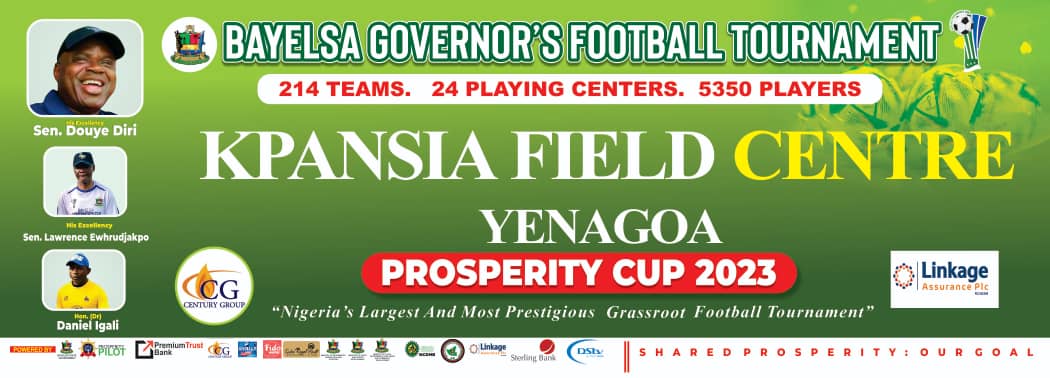 BAYELSA GOVERNOR'S FOOTBALL TOURNAMENT
214 TEAMS. 24 PLAYING CENTERS. 5350 PLAYERS
KPANSIA FIELD CENTRE
YENAGOA
PROSPERITY CUP 2023
"Nigeria's Largest And Most Prestigious Grassroot Football Tournament"
His Excellency
Sen. Douye Diri
His Excellency
Sen. Lawrence Ewhrudjakpo
Hon. (Dr)
Daniel Igali
CG
CENTURY GROUP
Linkage
Assurance Plc
POWERED BY
PROSPERITY
PILOT
PremiumTrust
Bank
CG
Fido
NCDMB
Linkage
Sterling Bank
DStv
SHARED PROSPERITY: OUR GOAL